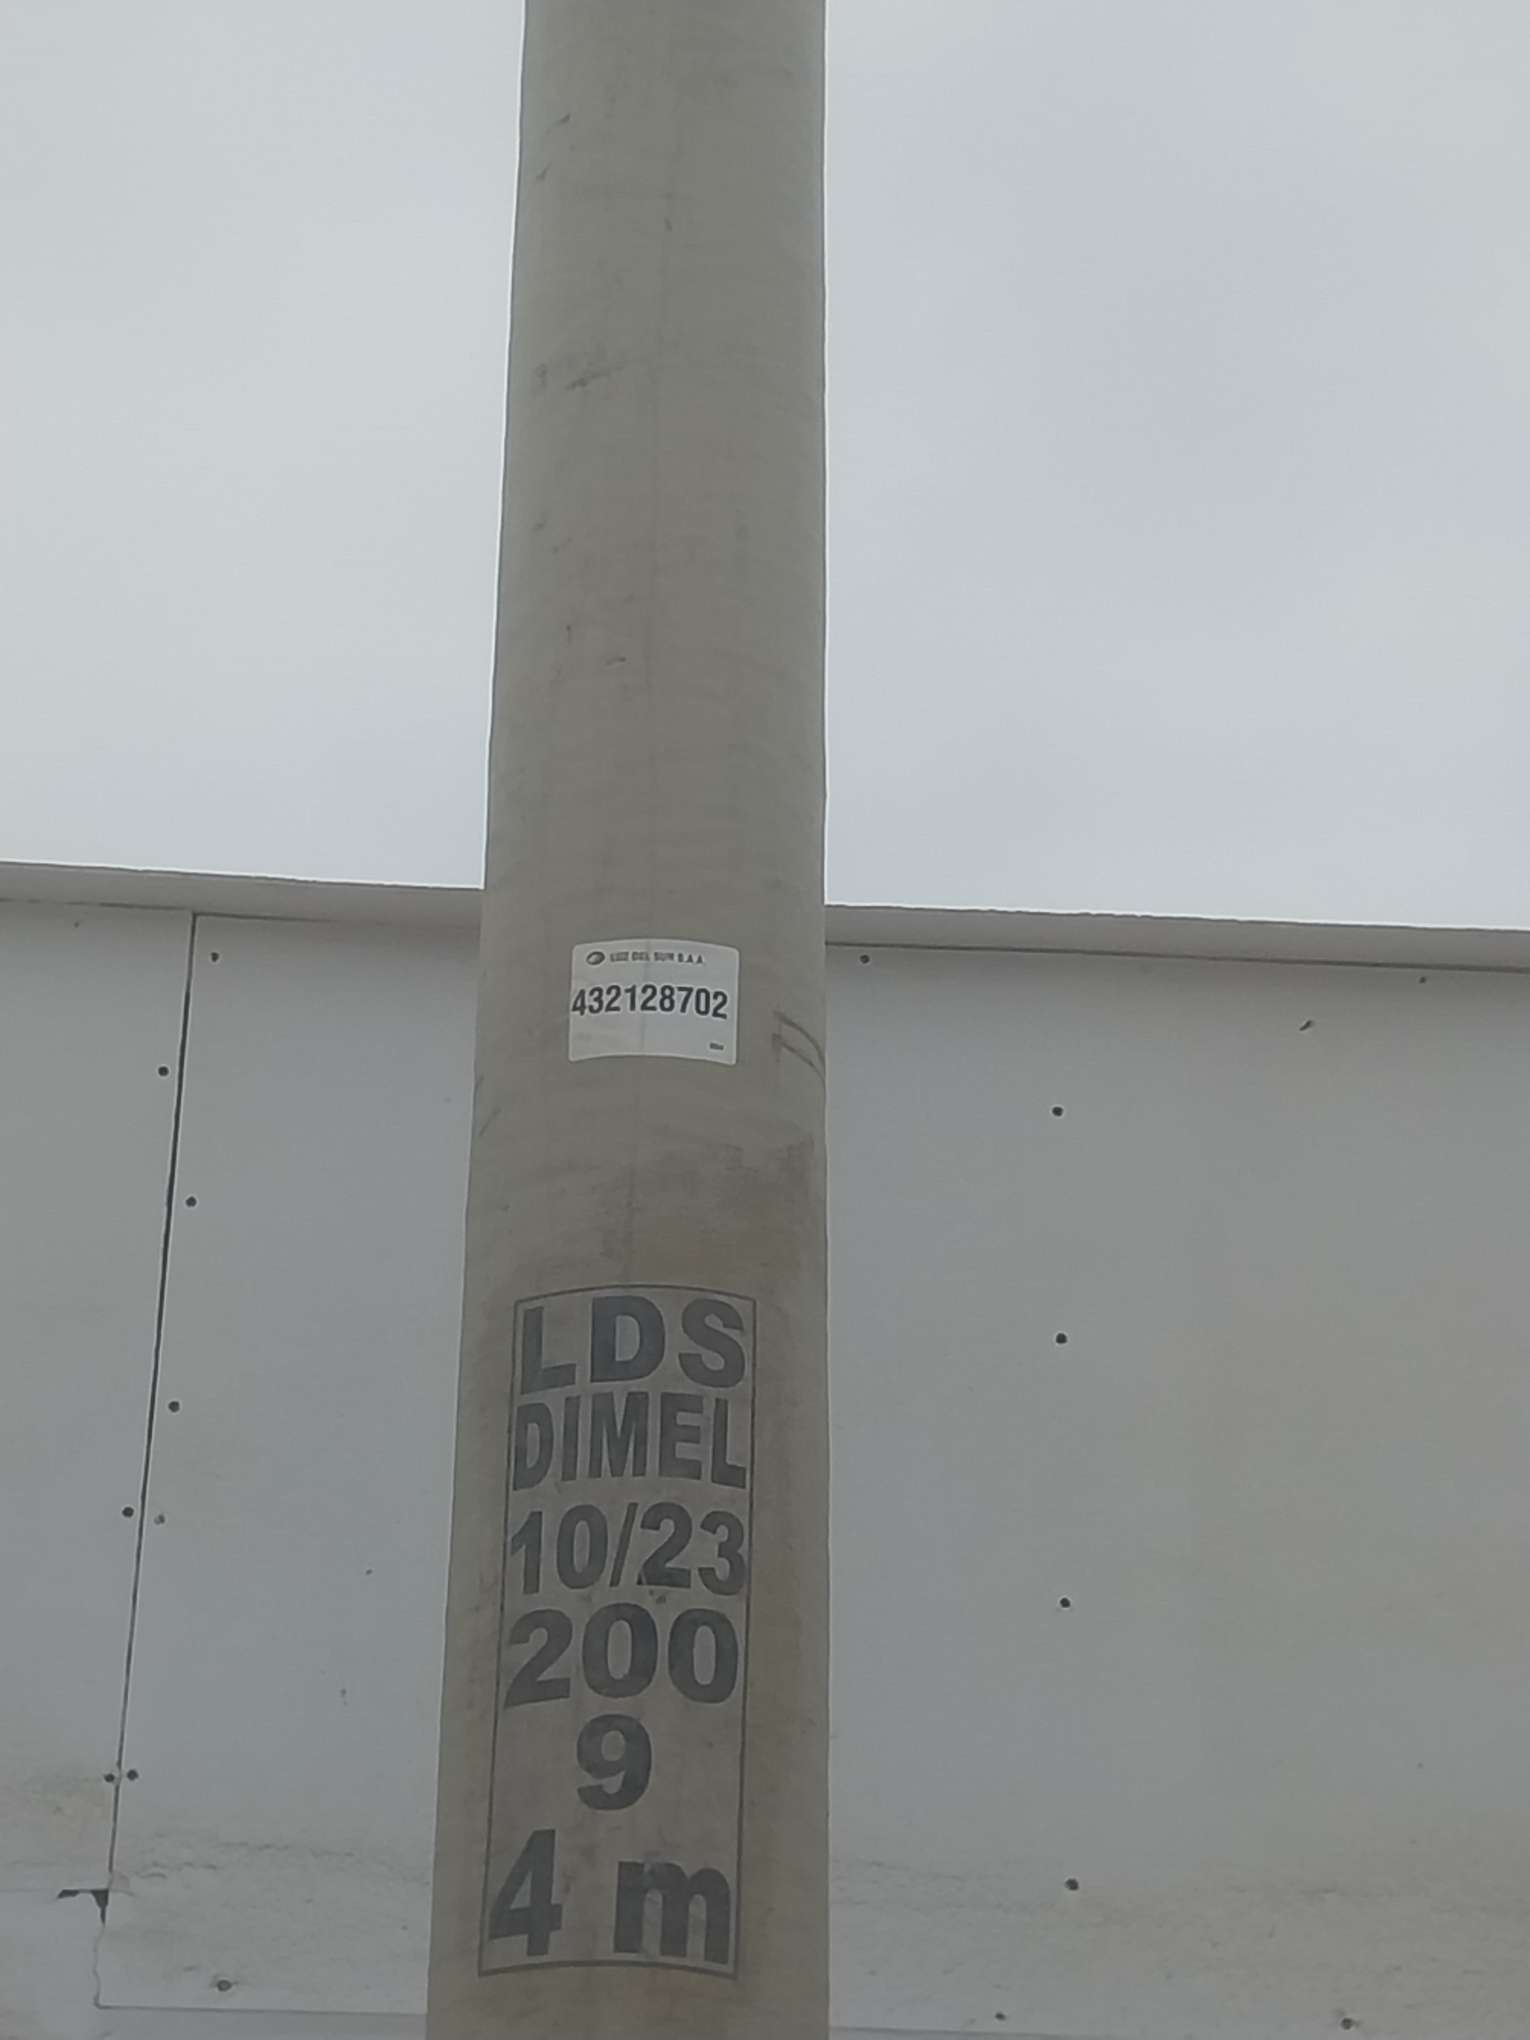 LUZ DEL SUR S.A.A.
432128702
LDS
DIMEL
10/23
200
9
4 m